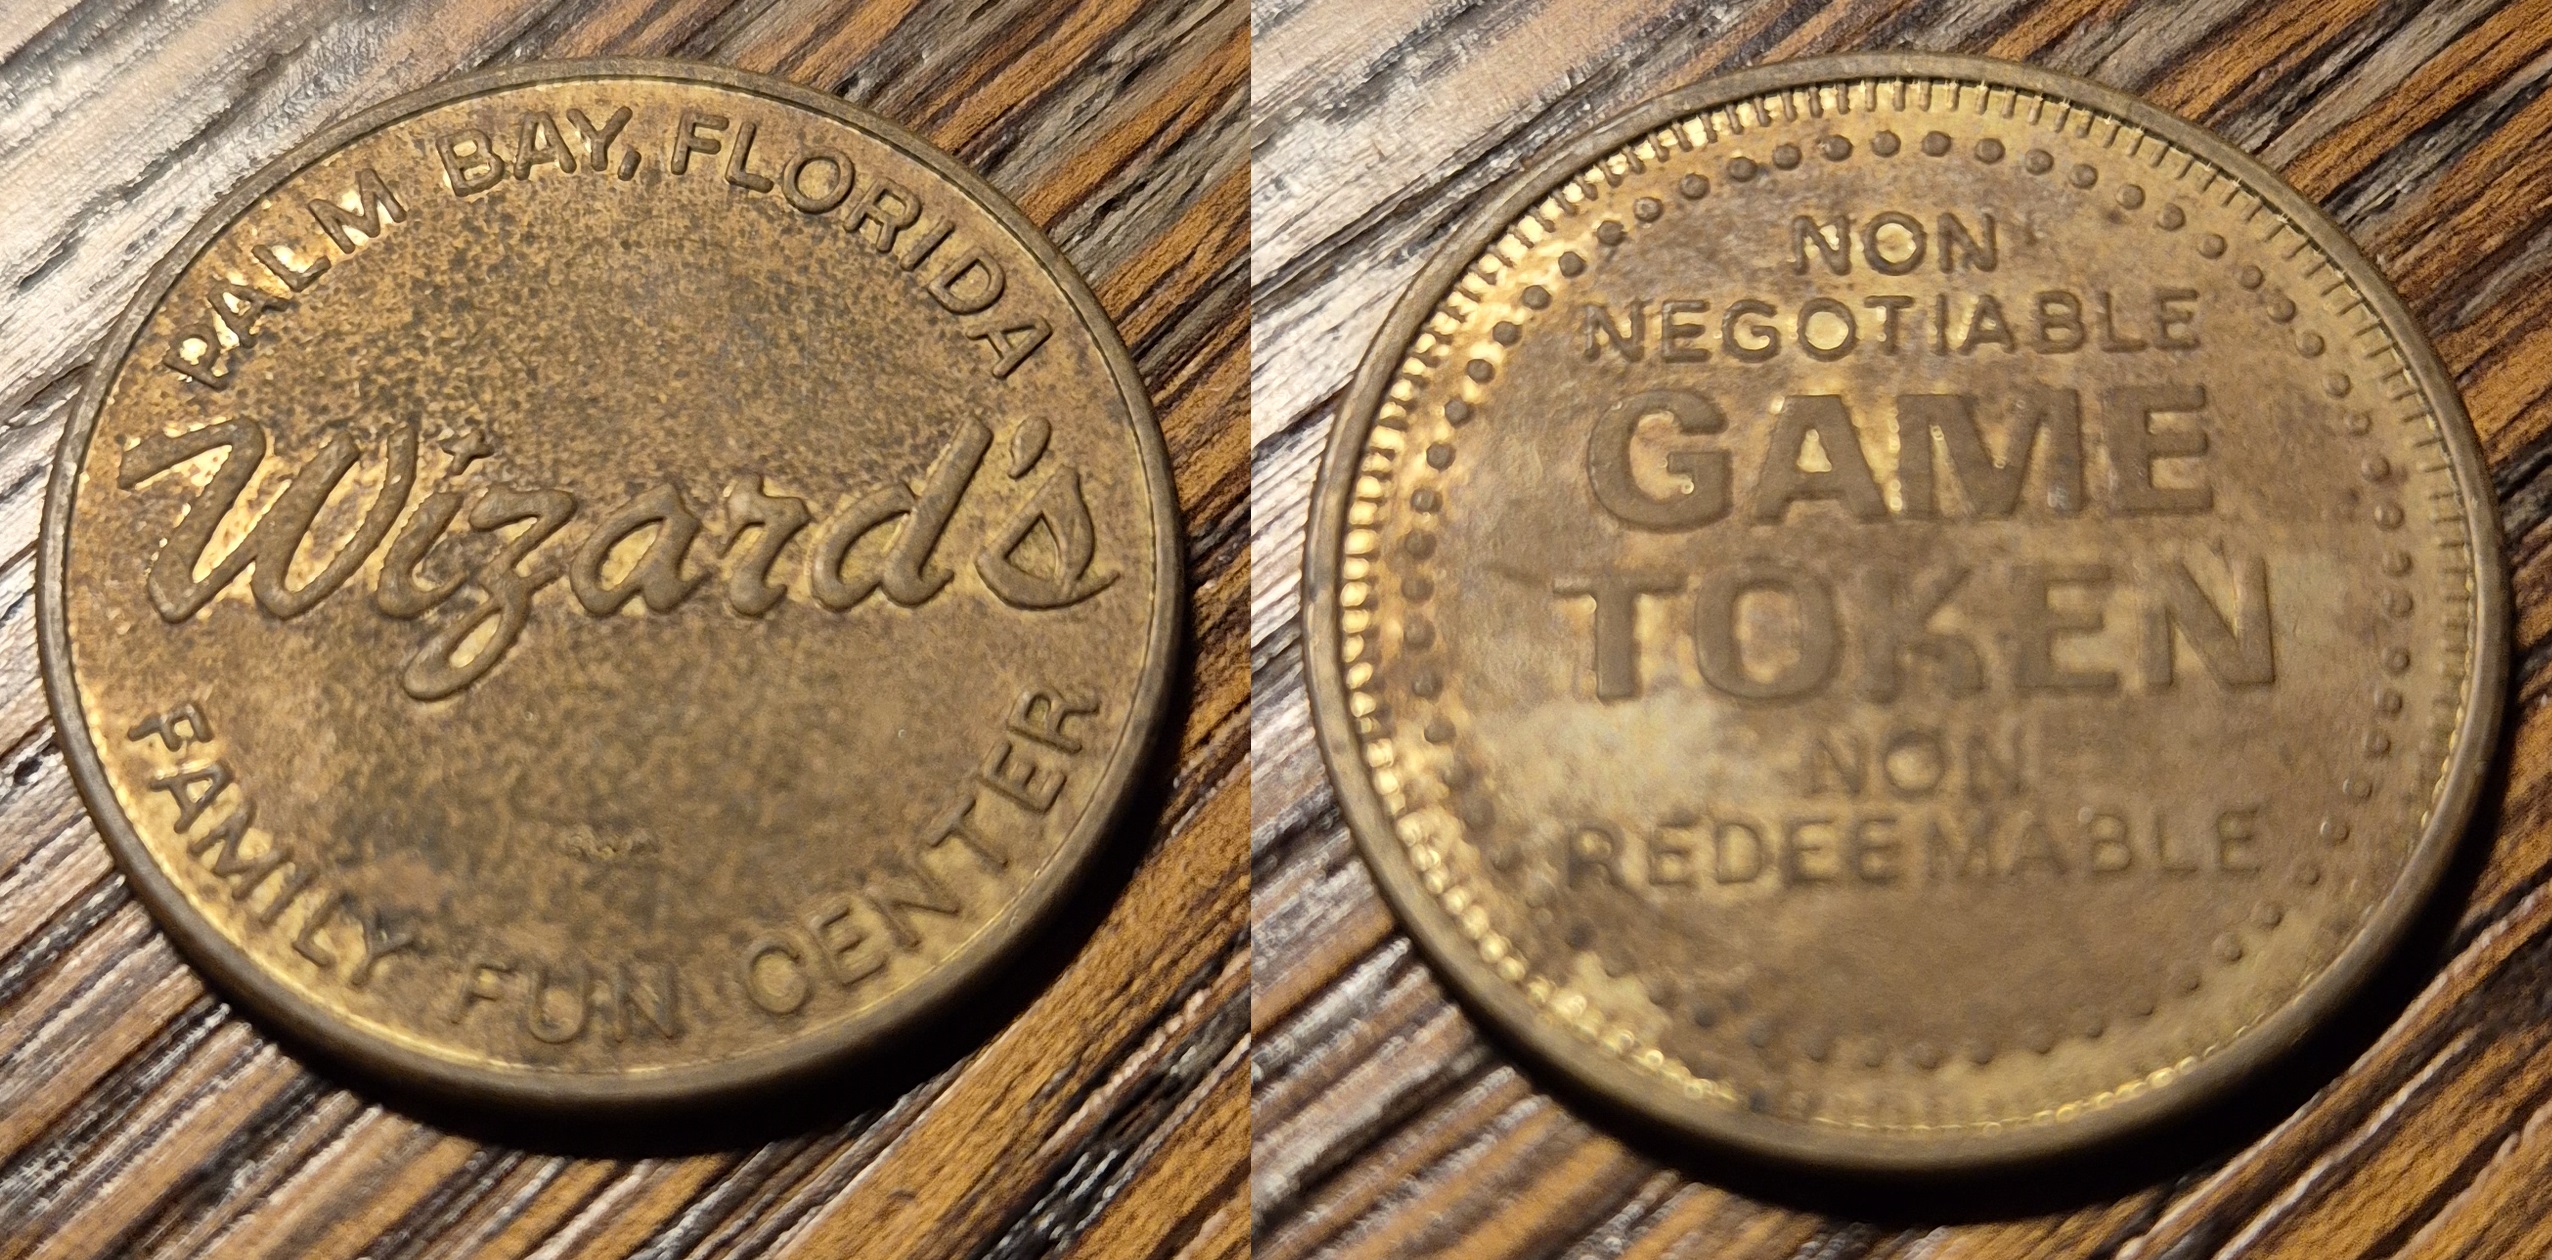 PALM BAY, FLORIDA
Wizard's
FAMILY FUN CENTER
NON
NEGOTIABLE
GAME
TOKEN
NON
REDEEMABLE